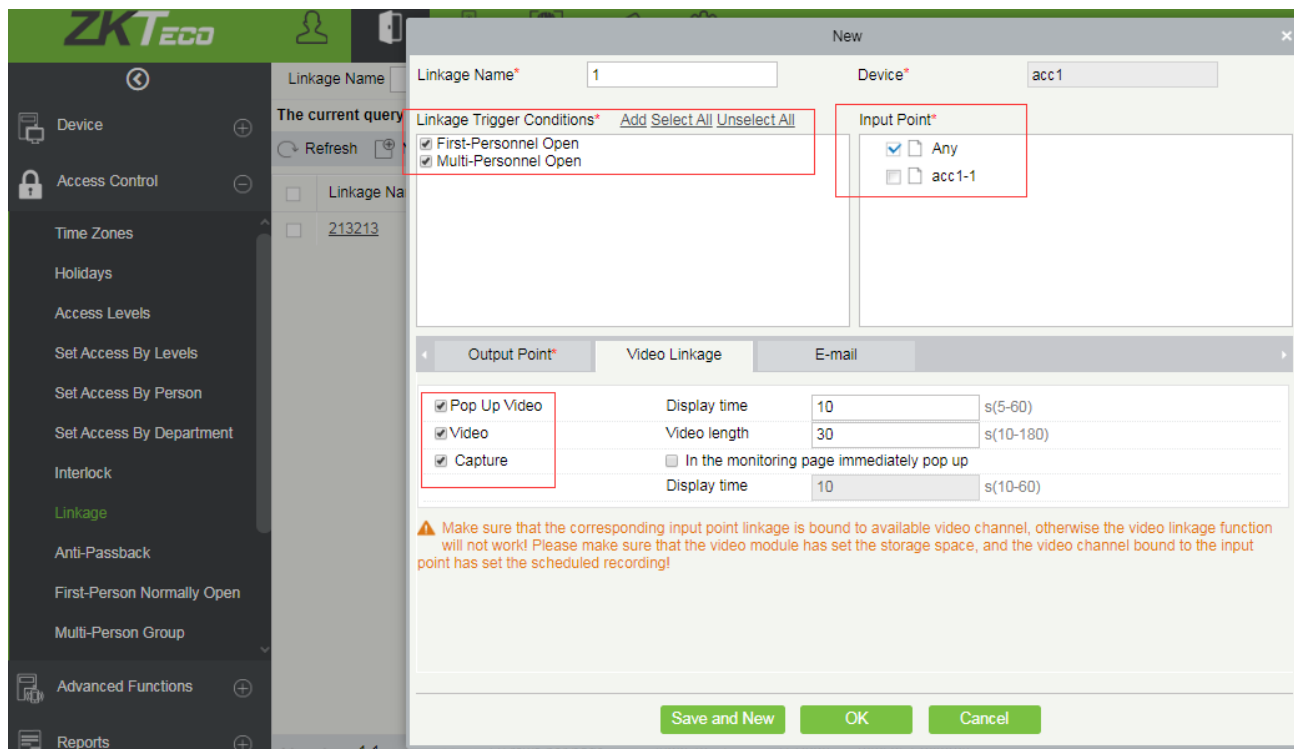 ZKTeco
New
Linkage Name
Linkage Name* 1 Device* acc1
Device
The current query
Linkage Trigger Conditions* Add Select All Unselect All Input Point*
First-Personnel Open Any
Refresh
Multi-Personnel Open acc1-1
Access Control
Linkage Na
Time Zones
213213
Holidays
Access Levels
Set Access By Levels
Output Point* Video Linkage E-mail
Set Access By Person
Pop Up Video Display time 10 s(5-60)
Set Access By Department
Video Video length 30 s(10-180)
Capture In the monitoring page immediately pop up
Interlock
Display time 10 s(10-60)
Linkage
Make sure that the corresponding input point linkage is bound to available video channel, otherwise the video linkage function
will not work! Please make sure that the video module has set the storage space, and the video channel bound to the input
point has set the scheduled recording!
Anti-Passback
First-Person Normally Open
Multi-Person Group
Advanced Functions
Save and New OK Cancel
Reports